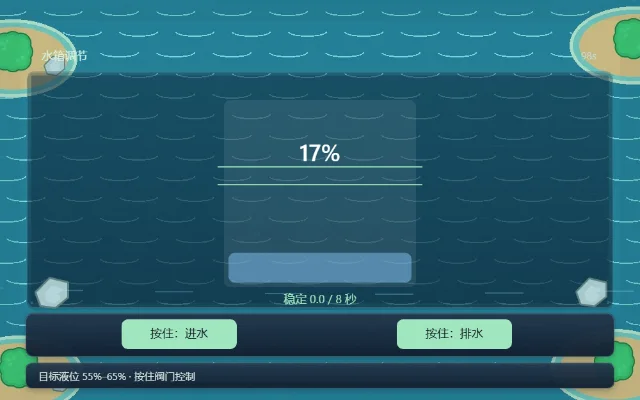 水塔调节
98s
17%
稳定 0.0 / 8 秒
按住：进水
按住：排水
目标液位 55%–65% · 按住阀门控制